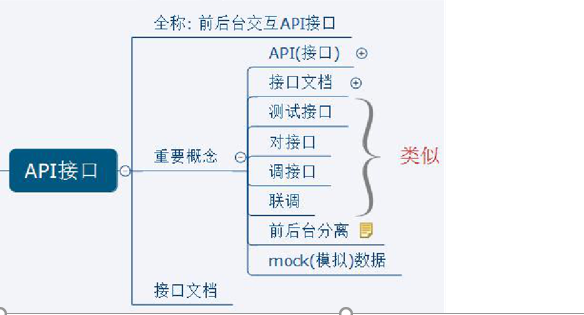 全称: 前后台交互API接口
API(接口)
接口文档
测试接口
对接口
重要概念
类似
API接口
调接口
联调
前后台分离
mock(模拟)数据
接口文档